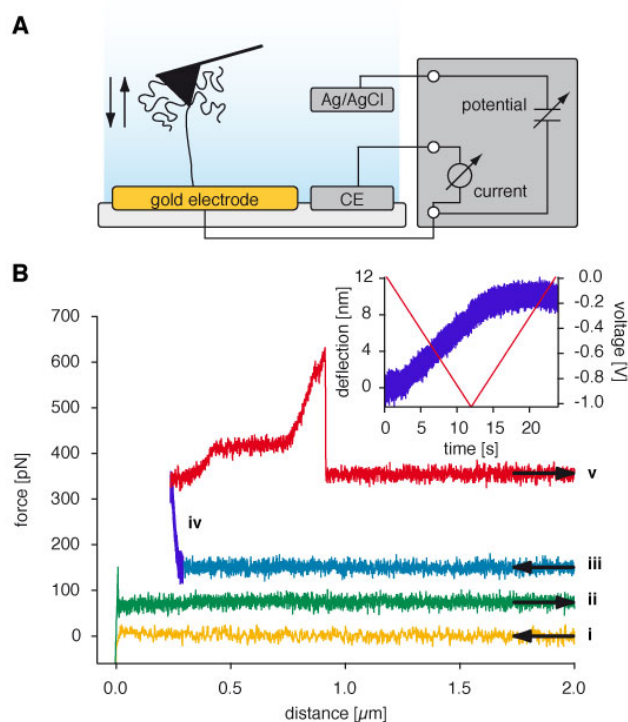 A
Ag/AgCl
potential
current
gold electrode
CE
B
700
600
500
400
300
200
100
0
force [pN]
0.0
0.5
1.0
1.5
2.0
distance [µm]
iv
v
iii
ii
i
12
8
4
0
deflection [nm]
0
5
10
15
20
time [s]
0.0
-0.2
-0.4
-0.6
-0.8
-1.0
voltage [V]